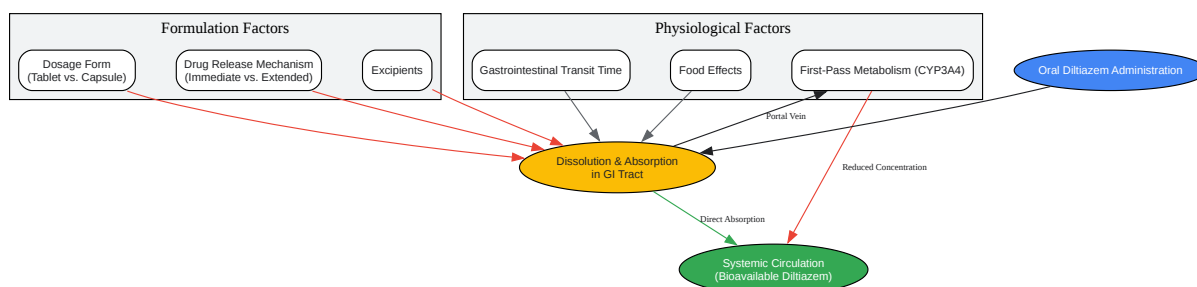 Formulation Factors
Physiological Factors
Dosage Form
(Tablet vs. Capsule)
Drug Release Mechanism
(Immediate vs. Extended)
Excipients
Gastrointestinal Transit Time
Food Effects
First-Pass Metabolism (CYP3A4)
Oral Diltiazem Administration
Portal Vein
Dissolution & Absorption
in GI Tract
Reduced Concentration
Direct Absorption
Systemic Circulation
(Bioavailable Diltiazem)